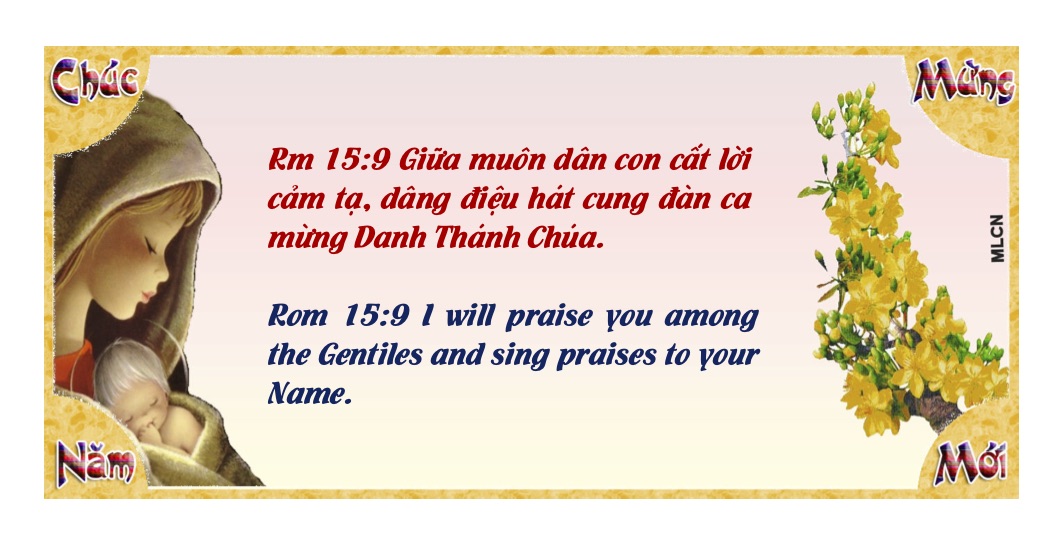 Chúc
Mừng
Rm 15:9 Giữa muôn dân con cất lời
cảm tạ, dâng điệu hát cung đàn ca
mừng Danh Thánh Chúa.
MLCN
Rom 15:9 I will praise you among
the Gentiles and sing praises to your
Name.
Năm
Mới